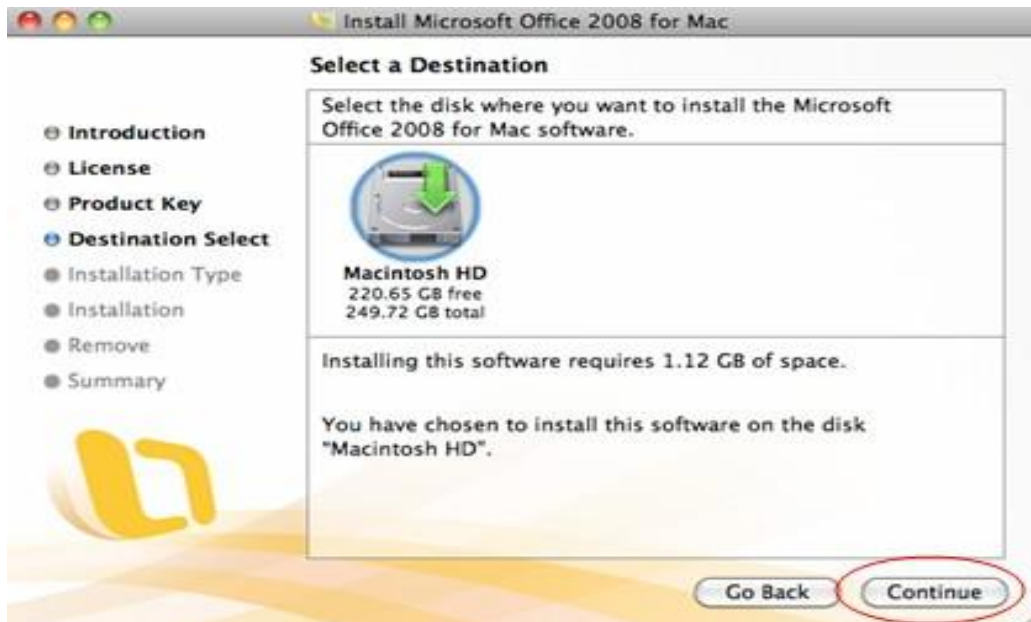 Install Microsoft Office 2008 for Mac
Select a Destination
Introduction
License
Product Key
Destination Select
Installation Type
Installation
Remove
Summary
Select the disk where you want to install the Microsoft
Office 2008 for Mac software.
Macintosh HD
220.65 GB free
249.72 GB total
Installing this software requires 1.12 GB of space.
You have chosen to install this software on the disk
"Macintosh HD".
Go Back
Continue